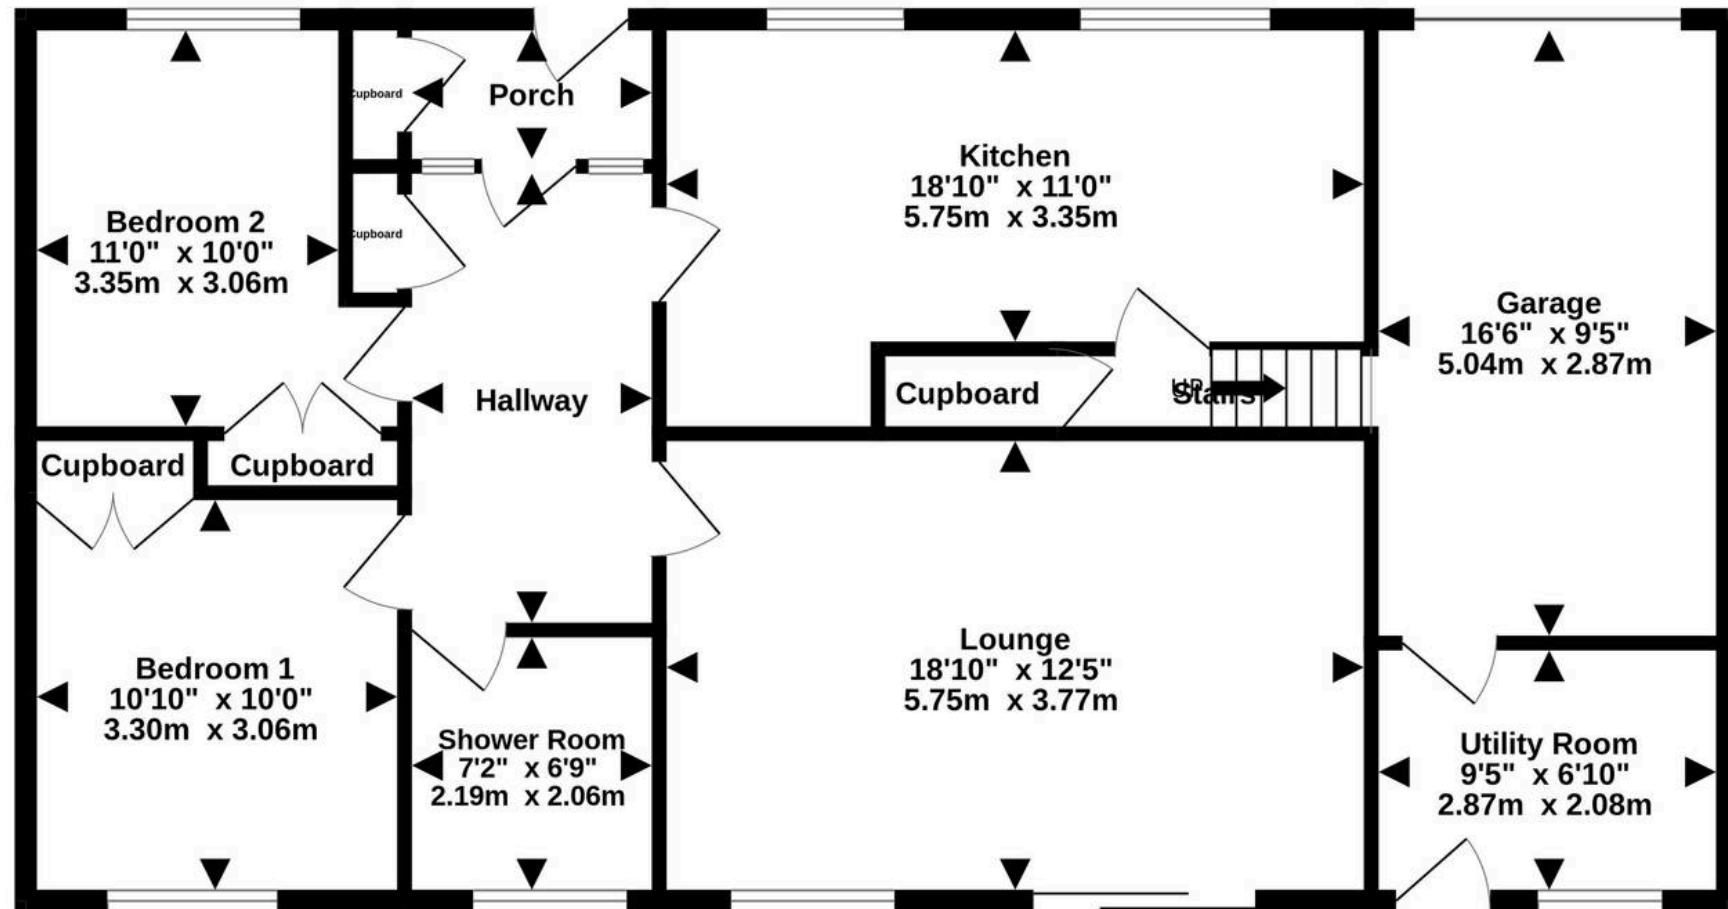 Cupboard
Porch
Kitchen
18'10" x 11'0"
5.75m x 3.35m
Bedroom 2
11'0" x 10'0"
3.35m x 3.06m
Cupboard
Garage
16'6" x 9'5"
5.04m x 2.87m
Hallway
Cupboard
UP
Stairs
Cupboard
Cupboard
Lounge
18'10" x 12'5"
5.75m x 3.77m
Bedroom 1
10'10" x 10'0"
3.30m x 3.06m
Shower Room
7'2" x 6'9"
2.19m x 2.06m
Utility Room
9'5" x 6'10"
2.87m x 2.08m